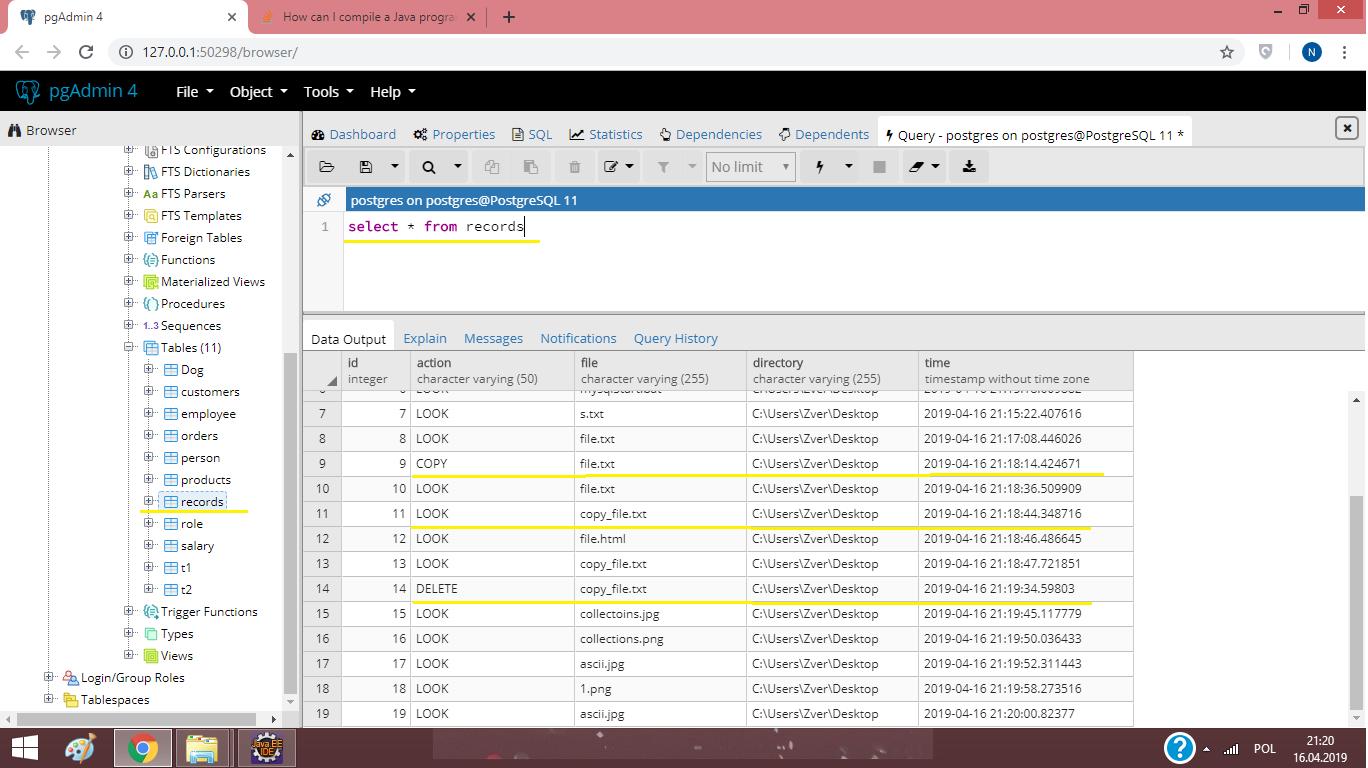 pgAdmin 4
How can I compile a Java progra
127.0.0.1:50298/browser/
N
pgAdmin 4
File Object Tools Help
Browser
FTS Configurations
FTS Dictionaries
Aa FTS Parsers
FTS Templates
Foreign Tables
Functions
Materialized Views
Procedures
1..3 Sequences
Tables (11)
Dog
customers
employee
orders
person
products
records
role
salary
t1
t2
Trigger Functions
Types
Views
Login/Group Roles
Tablespaces
Dashboard Properties SQL Statistics Dependencies Dependents Query - postgres on postgres@PostgreSQL 11 *
No limit
postgres on postgres@PostgreSQL 11
1 select * from records
Data Output Explain Messages Notifications Query History
id action file directory time
integer character varying (50) character varying (255) character varying (255) timestamp without time zone
7 7 LOOK s.txt C:\Users\Zver\Desktop 2019-04-16 21:15:22.407616
8 8 LOOK file.txt C:\Users\Zver\Desktop 2019-04-16 21:17:08.446026
9 9 COPY file.txt C:\Users\Zver\Desktop 2019-04-16 21:18:14.424671
10 10 LOOK file.txt C:\Users\Zver\Desktop 2019-04-16 21:18:36.509909
11 11 LOOK copy_file.txt C:\Users\Zver\Desktop 2019-04-16 21:18:44.348716
12 12 LOOK file.html C:\Users\Zver\Desktop 2019-04-16 21:18:46.486645
13 13 LOOK copy_file.txt C:\Users\Zver\Desktop 2019-04-16 21:18:47.721851
14 14 DELETE copy_file.txt C:\Users\Zver\Desktop 2019-04-16 21:19:34.59803
15 15 LOOK collectoins.jpg C:\Users\Zver\Desktop 2019-04-16 21:19:45.117779
16 16 LOOK collections.png C:\Users\Zver\Desktop 2019-04-16 21:19:50.036433
17 17 LOOK ascii.jpg C:\Users\Zver\Desktop 2019-04-16 21:19:52.311443
18 18 LOOK 1.png C:\Users\Zver\Desktop 2019-04-16 21:19:58.273516
19 19 LOOK ascii.jpg C:\Users\Zver\Desktop 2019-04-16 21:20:00.82377
Java EE
IDE
POL
21:20
16.04.2019